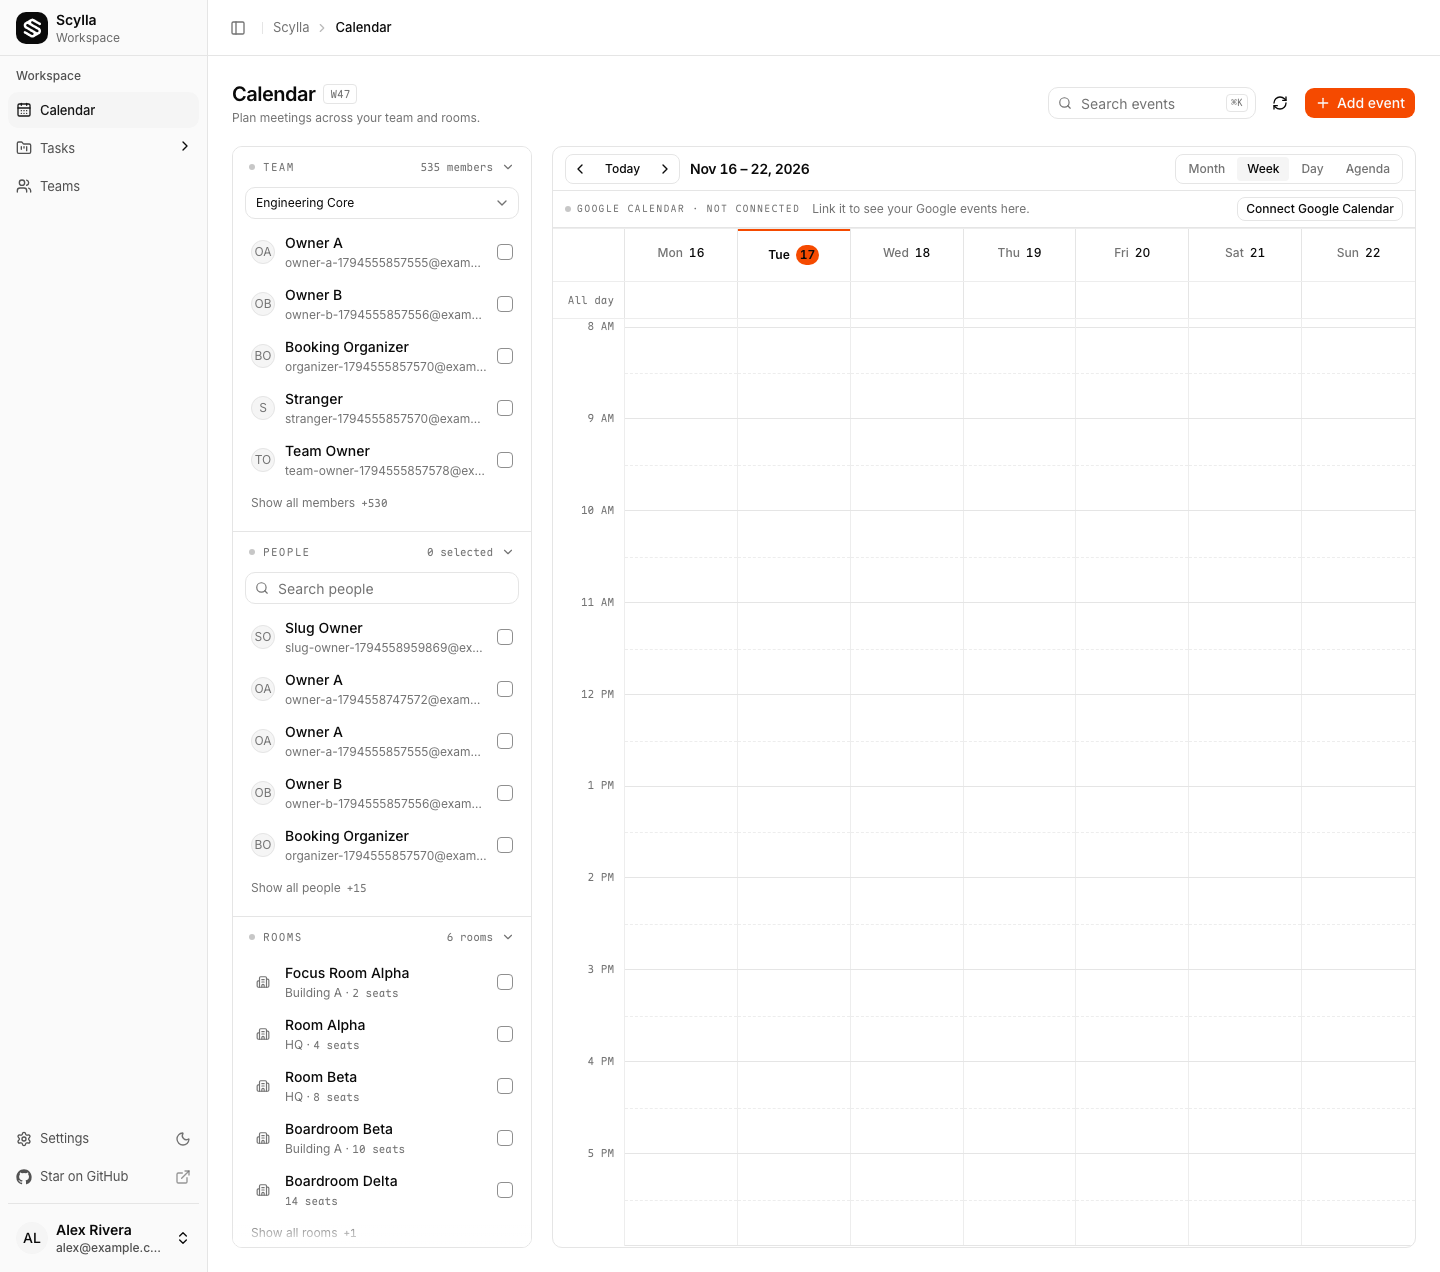 Scylla
Workspace
Workspace
Calendar
Tasks
Teams
Settings
Star on GitHub
AL
Alex Rivera
alex@example.c...
Scylla
Calendar
Calendar
W47
Plan meetings across your team and rooms.
Search events
⌘K
Add event
TEAM
535 members
Engineering Core
OA
Owner A
owner-a-1794555857555@exam...
OB
Owner B
owner-b-1794555857556@exam...
BO
Booking Organizer
organizer-1794555857570@exam...
S
Stranger
stranger-1794555857570@exam...
TO
Team Owner
team-owner-1794555857578@ex...
Show all members +530
PEOPLE
0 selected
Search people
SO
Slug Owner
slug-owner-1794558959869@ex...
OA
Owner A
owner-a-1794558747572@exam...
OA
Owner A
owner-a-1794555857555@exam...
OB
Owner B
owner-b-1794555857556@exam...
BO
Booking Organizer
organizer-1794555857570@exam...
Show all people +15
ROOMS
6 rooms
Focus Room Alpha
Building A · 2 seats
Room Alpha
HQ · 4 seats
Room Beta
HQ · 8 seats
Boardroom Beta
Building A · 10 seats
Boardroom Delta
14 seats
Show all rooms +1
Today
Nov 16 – 22, 2026
Month
Week
Day
Agenda
GOOGLE CALENDAR · NOT CONNECTED
Link it to see your Google events here.
Connect Google Calendar
Mon 16
Tue 17
Wed 18
Thu 19
Fri 20
Sat 21
Sun 22
All day
8 AM
9 AM
10 AM
11 AM
12 PM
1 PM
2 PM
3 PM
4 PM
5 PM